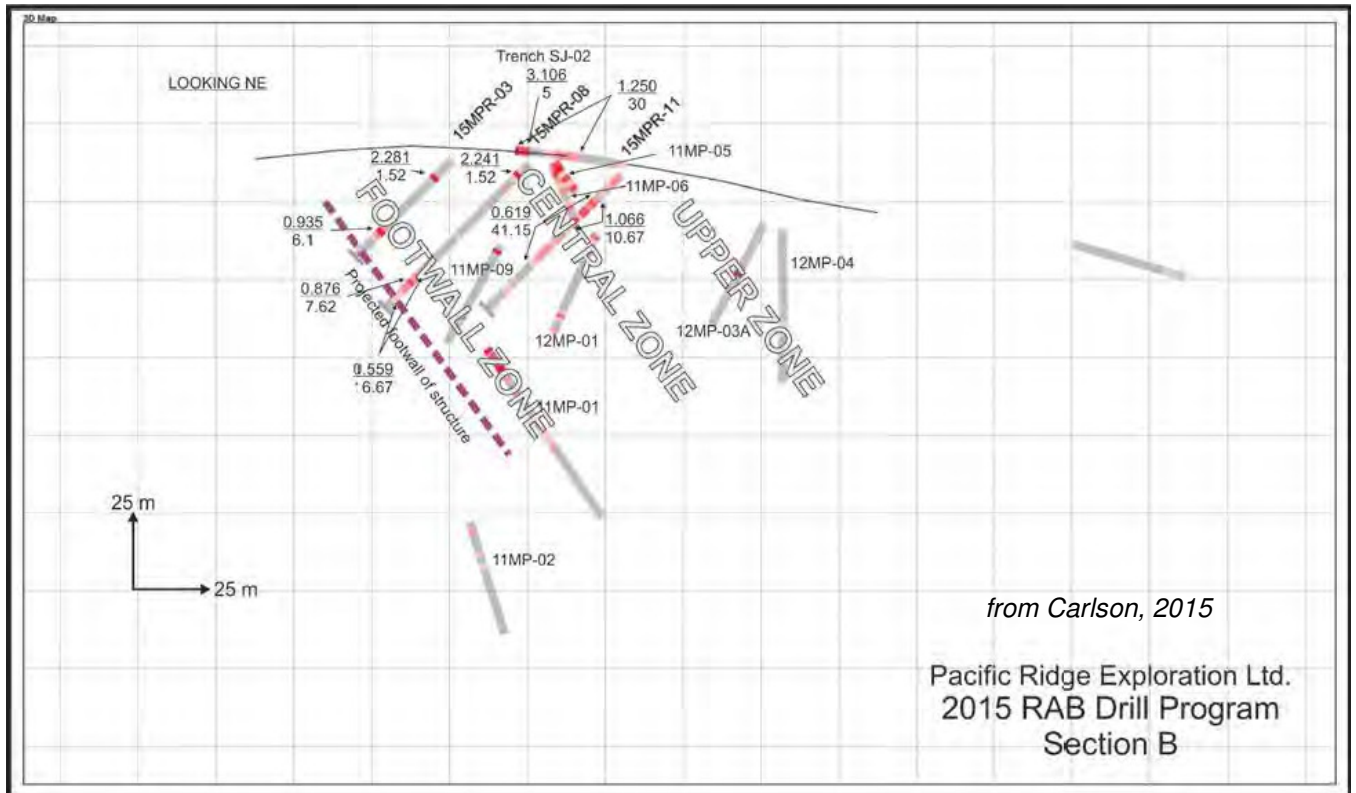 3D Map
LOOKING NE
Trench SJ-02
3.106
5
1.250
30
15MPR-03
15MPR-08
15MPR-11
11MP-05
11MP-06
2.281
1.52
2.241
1.52
0.619
41.15
1.066
10.67
0.935
6.1
0.876
7.62
6.67
FOOTWALL ZONE
CENTRAL ZONE
UPPER ZONE
Projected footwall of structure
11MP-09
12MP-04
12MP-03A
12MP-01
11MP-01
11MP-02
25 m
25 m
from Carlson, 2015
Pacific Ridge Exploration Ltd.
2015 RAB Drill Program
Section B